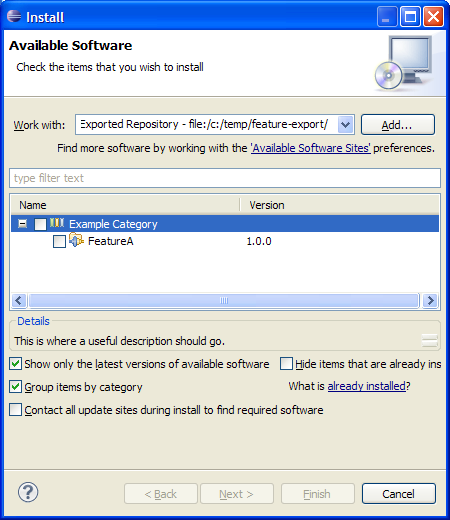 Install
Available Software
Check the items that you wish to install
Work with: Exported Repository - file:/c:/temp/feature-export/ Add...
Find more software by working with the 'Available Software Sites' preferences.
type filter text
Name Version
Example Category
FeatureA 1.0.0
Details
This is where a useful description should go.
Show only the latest versions of available software Hide items that are already ins
Group items by category What is already installed?
Contact all update sites during install to find required software
? < Back Next > Finish Cancel